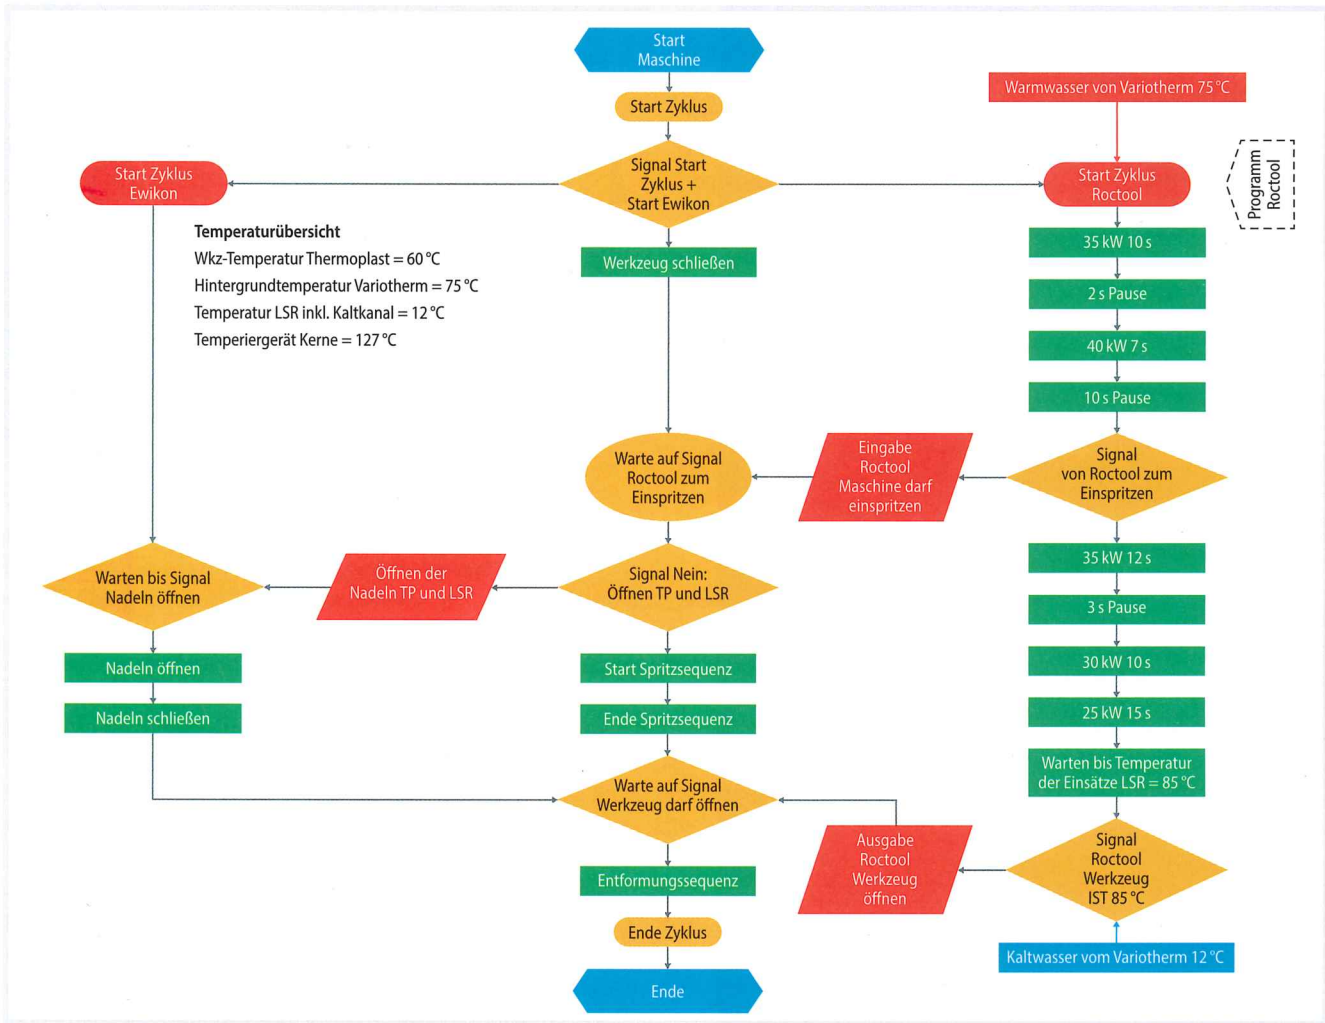 Start
Maschine
Start Zyklus
Warmwasser von Variotherm 75 °C
Signal Start
Zyklus +
Start Ewikon
Start Zyklus
Ewikon
Start Zyklus
Roctool
Programm
Roctool
Temperaturübersicht
Wkz-Temperatur Thermoplast = 60 °C
Hintergrundtemperatur Variotherm = 75 °C
Temperatur LSR inkl. Kaltkanal = 12 °C
Temperiergerät Kerne = 127 °C
Werkzeug schließen
35 kW 10 s
2 s Pause
40 kW 7 s
10 s Pause
Warte auf Signal
Roctool zum
Einspritzen
Eingabe
Roctool
Maschine darf
einspritzen
Signal
von Roctool zum
Einspritzen
Warten bis Signal
Nadeln öffnen
Öffnen der
Nadeln TP und LSR
Signal Nein:
Öffnen TP und LSR
35 kW 12 s
3 s Pause
30 kW 10 s
25 kW 15 s
Nadeln öffnen
Nadeln schließen
Start Spritzsequenz
Ende Spritzsequenz
Warten bis Temperatur
der Einsätze LSR = 85 °C
Warte auf Signal
Werkzeug darf öffnen
Ausgabe
Roctool
Werkzeug
öffnen
Signal
Roctool
Werkzeug
IST 85 °C
Entformungssequenz
Ende Zyklus
Kaltwasser vom Variotherm 12 °C
Ende